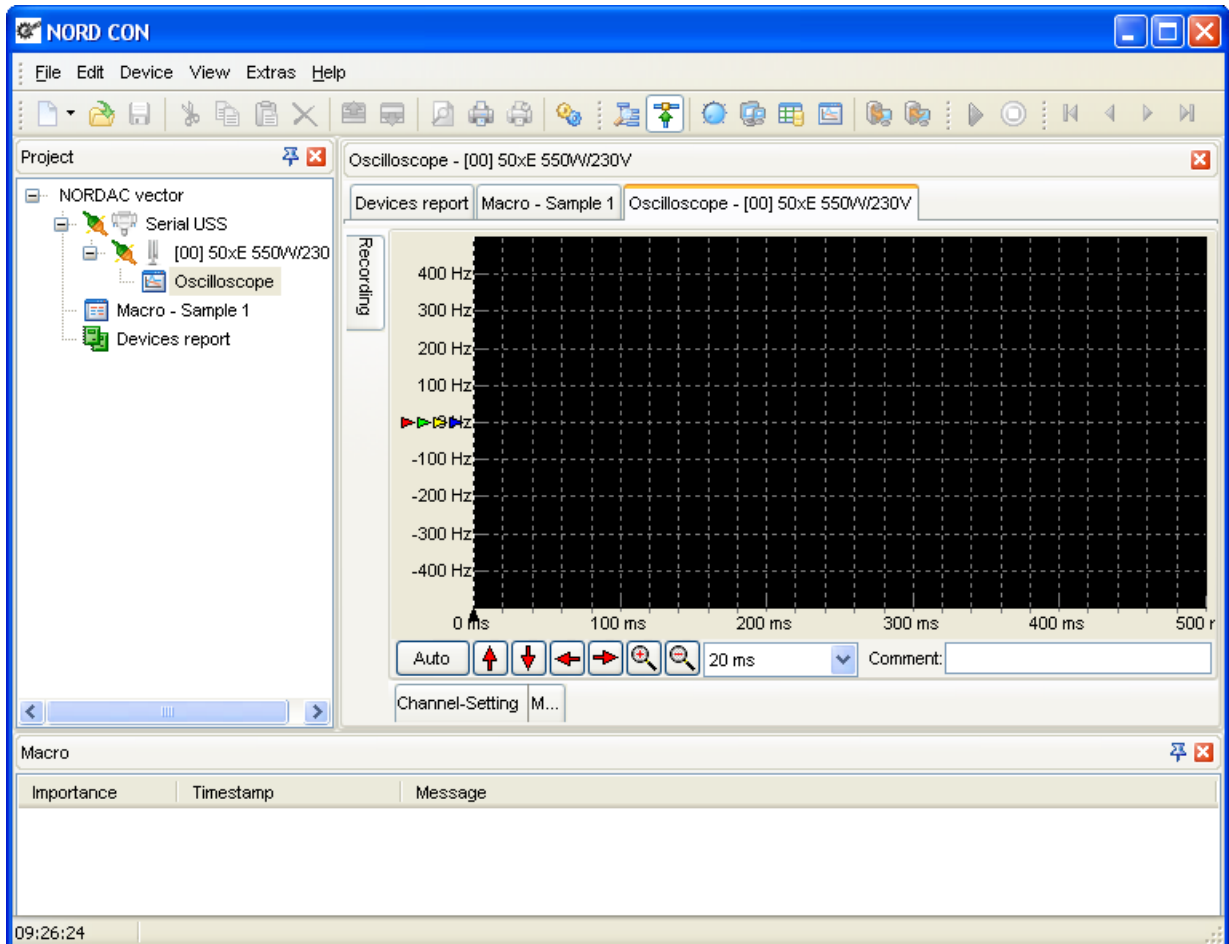 NORD CON
File Edit Device View Extras Help
Project
NORDAC vector
Serial USS
[00] 50xE 550W/230
Oscilloscope
Macro - Sample 1
Devices report
Oscilloscope - [00] 50xE 550W/230V
Devices report Macro - Sample 1 Oscilloscope - [00] 50xE 550W/230V
Recording
400 Hz
300 Hz
200 Hz
100 Hz
-100 Hz
-200 Hz
-300 Hz
-400 Hz
0 ms 100 ms 200 ms 300 ms 400 ms 500
Auto 20 ms Comment:
Channel-Setting M...
Macro
Importance Timestamp Message
09:26:24